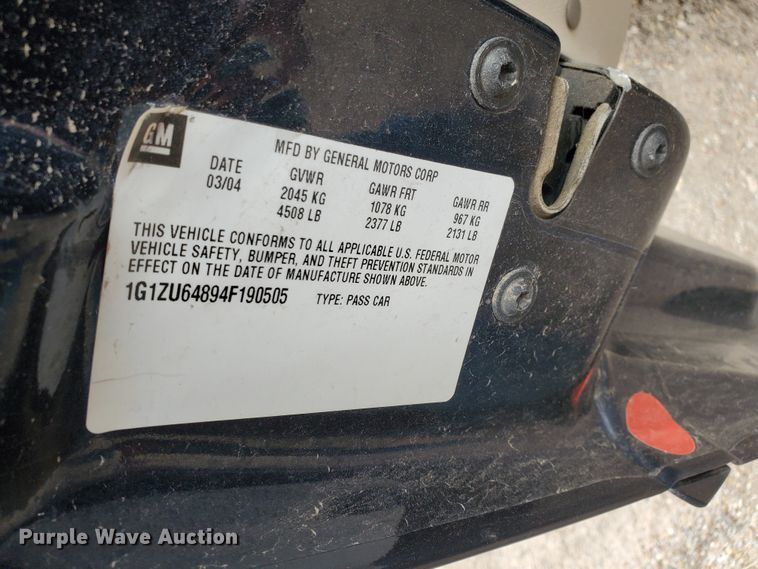 GM
MFD BY GENERAL MOTORS CORP
DATE GVWR GAWR FRT GAWR RR
03/04 2045 KG 1078 KG 967 KG
4508 LB 2377 LB 2131 LB
THIS VEHICLE CONFORMS TO ALL APPLICABLE U.S. FEDERAL MOTOR
VEHICLE SAFETY, BUMPER, AND THEFT PREVENTION STANDARDS IN
EFFECT ON THE DATE OF MANUFACTURE SHOWN ABOVE.
1G1ZU64894F190505 TYPE: PASS CAR
Purple Wave Auction